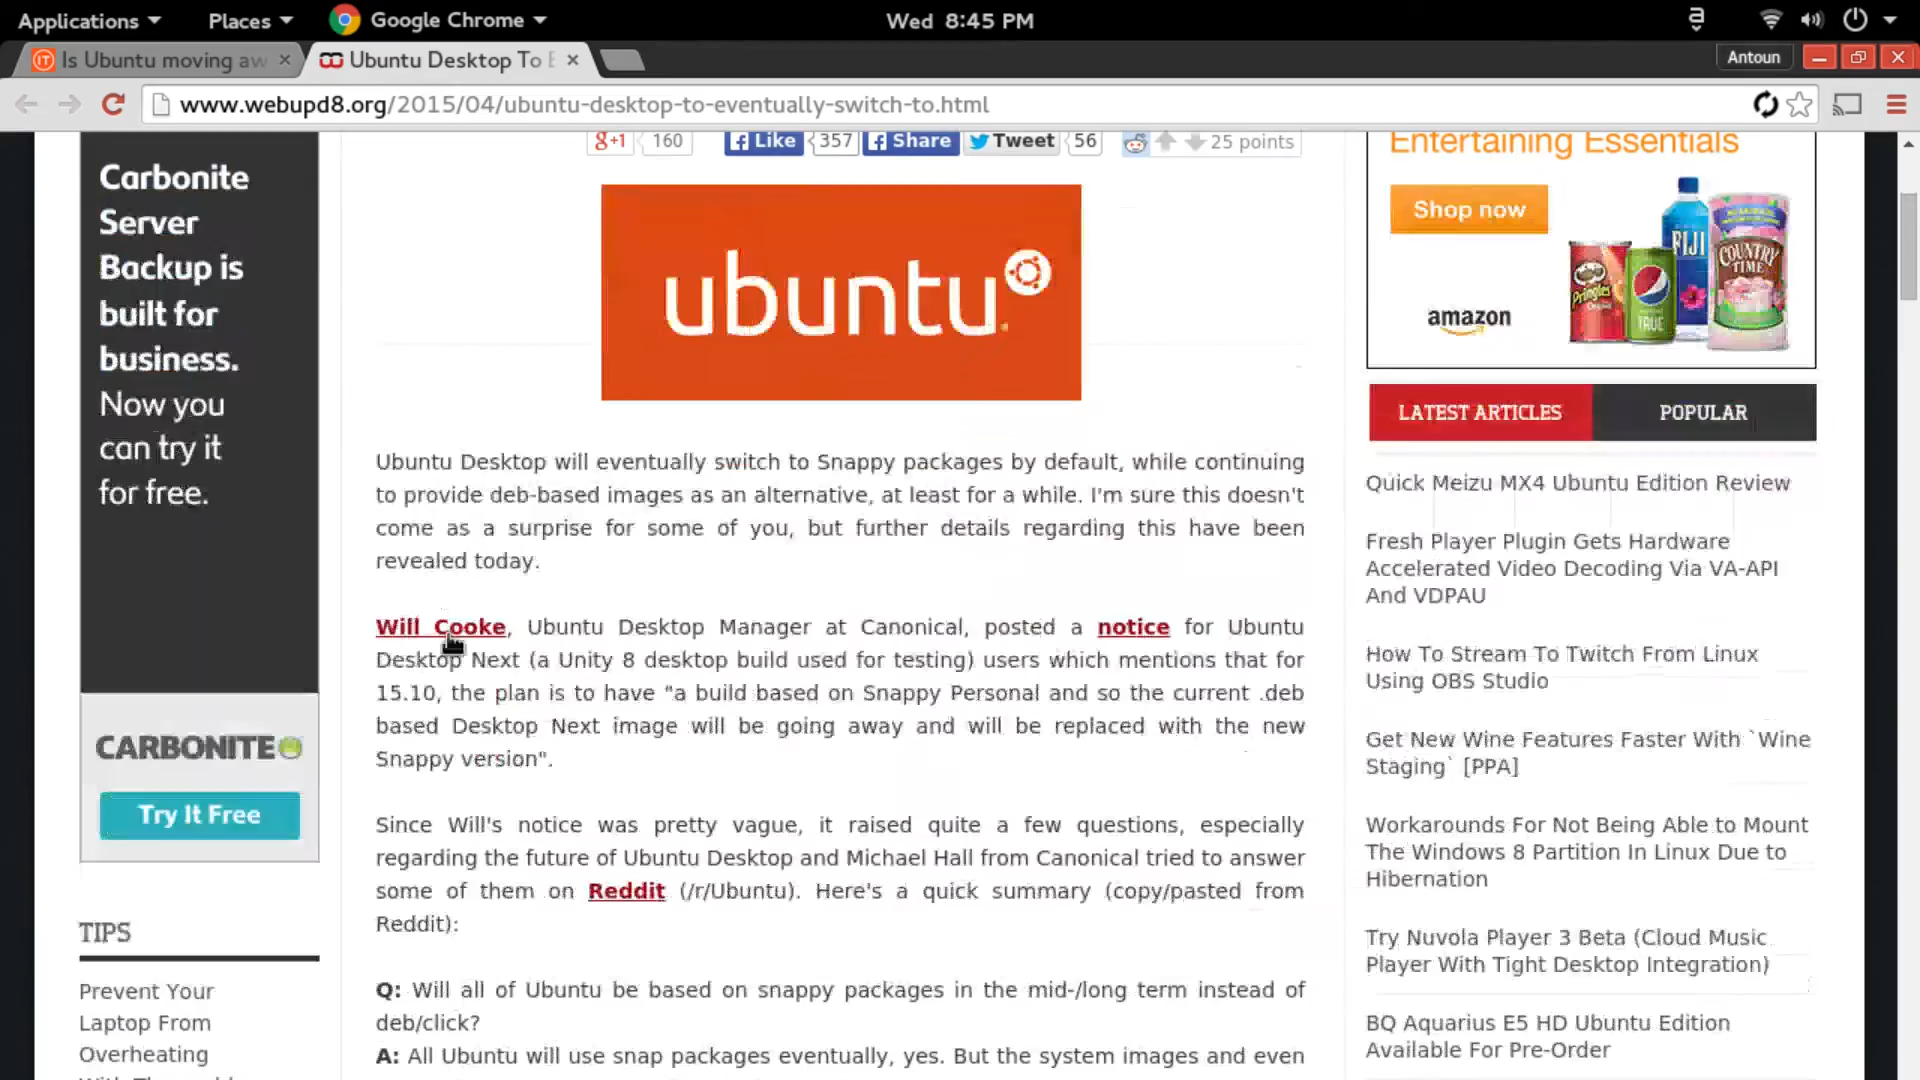 Applications Places Google Chrome Wed 8:45 PM
Is Ubuntu moving aw Ubuntu Desktop To E Antoun
www.webupd8.org/2015/04/ubuntu-desktop-to-eventually-switch-to.html
Carbonite
Server
Backup is
built for
business.
Now you
can try it
for free.
CARBONITE
Try It Free
TIPS
Prevent Your
Laptop From
Overheating
g+1 160 Like 357 Share Tweet 56 25 points
ubuntu
Ubuntu Desktop will eventually switch to Snappy packages by default, while continuing
to provide deb-based images as an alternative, at least for a while. I'm sure this doesn't
come as a surprise for some of you, but further details regarding this have been
revealed today.
Will Cooke, Ubuntu Desktop Manager at Canonical, posted a notice for Ubuntu
Desktop Next (a Unity 8 desktop build used for testing) users which mentions that for
15.10, the plan is to have "a build based on Snappy Personal and so the current .deb
based Desktop Next image will be going away and will be replaced with the new
Snappy version".
Since Will's notice was pretty vague, it raised quite a few questions, especially
regarding the future of Ubuntu Desktop and Michael Hall from Canonical tried to answer
some of them on Reddit (/r/Ubuntu). Here's a quick summary (copy/pasted from
Reddit):
Q: Will all of Ubuntu be based on snappy packages in the mid-/long term instead of
deb/click?
A: All Ubuntu will use snap packages eventually, yes. But the system images and even
Entertaining Essentials
Shop now
amazon
Pringles
TRUE
FIJI
COUNTRY
TIME
LATEST ARTICLES POPULAR
Quick Meizu MX4 Ubuntu Edition Review
Fresh Player Plugin Gets Hardware
Accelerated Video Decoding Via VA-API
And VDPAU
How To Stream To Twitch From Linux
Using OBS Studio
Get New Wine Features Faster With `Wine
Staging` [PPA]
Workarounds For Not Being Able to Mount
The Windows 8 Partition In Linux Due to
Hibernation
Try Nuvola Player 3 Beta (Cloud Music
Player With Tight Desktop Integration)
BQ Aquarius E5 HD Ubuntu Edition
Available For Pre-Order